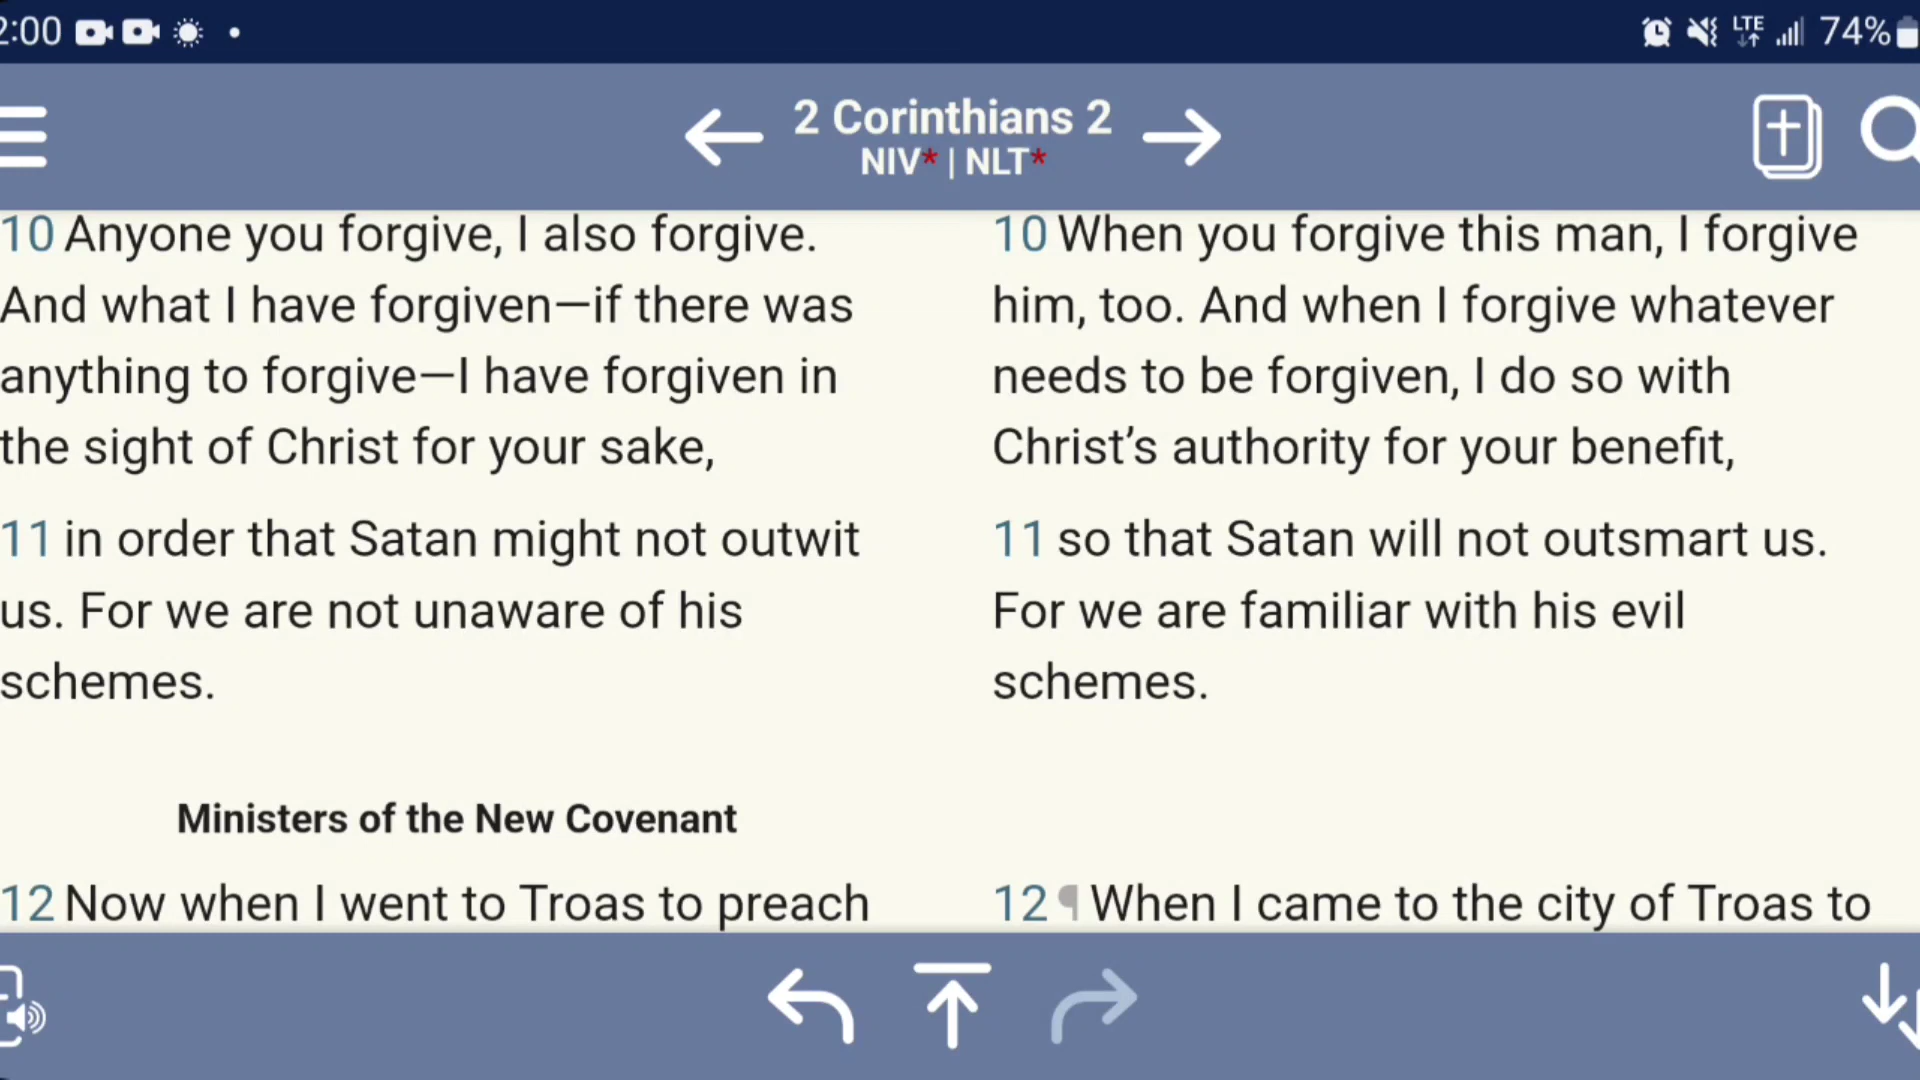 2:00
LTE
74%
2 Corinthians 2
NIV* | NLT*
10 Anyone you forgive, I also forgive.
And what I have forgiven—if there was
anything to forgive—I have forgiven in
the sight of Christ for your sake,
11 in order that Satan might not outwit
us. For we are not unaware of his
schemes.
Ministers of the New Covenant
12 Now when I went to Troas to preach
10 When you forgive this man, I forgive
him, too. And when I forgive whatever
needs to be forgiven, I do so with
Christ’s authority for your benefit,
11 so that Satan will not outsmart us.
For we are familiar with his evil
schemes.
12 ¶ When I came to the city of Troas to